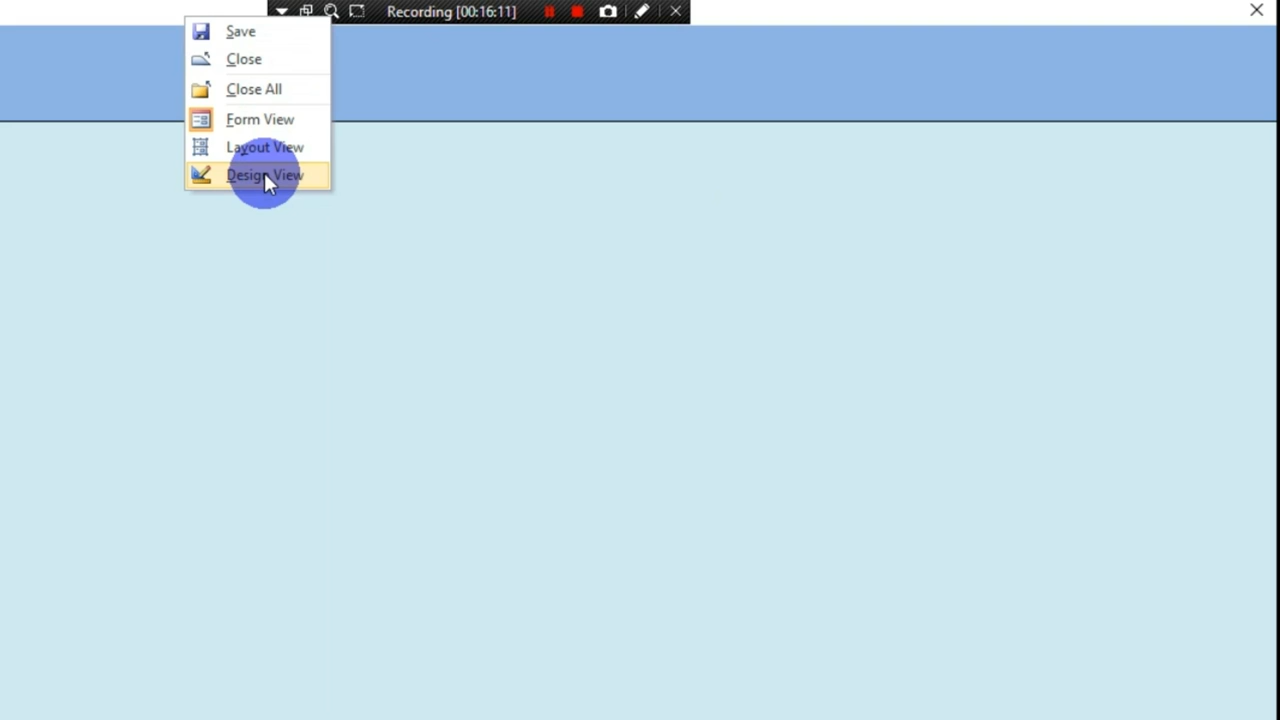 Recording [00:16:11]
Save
Close
Close All
Form View
Layout View
Design View